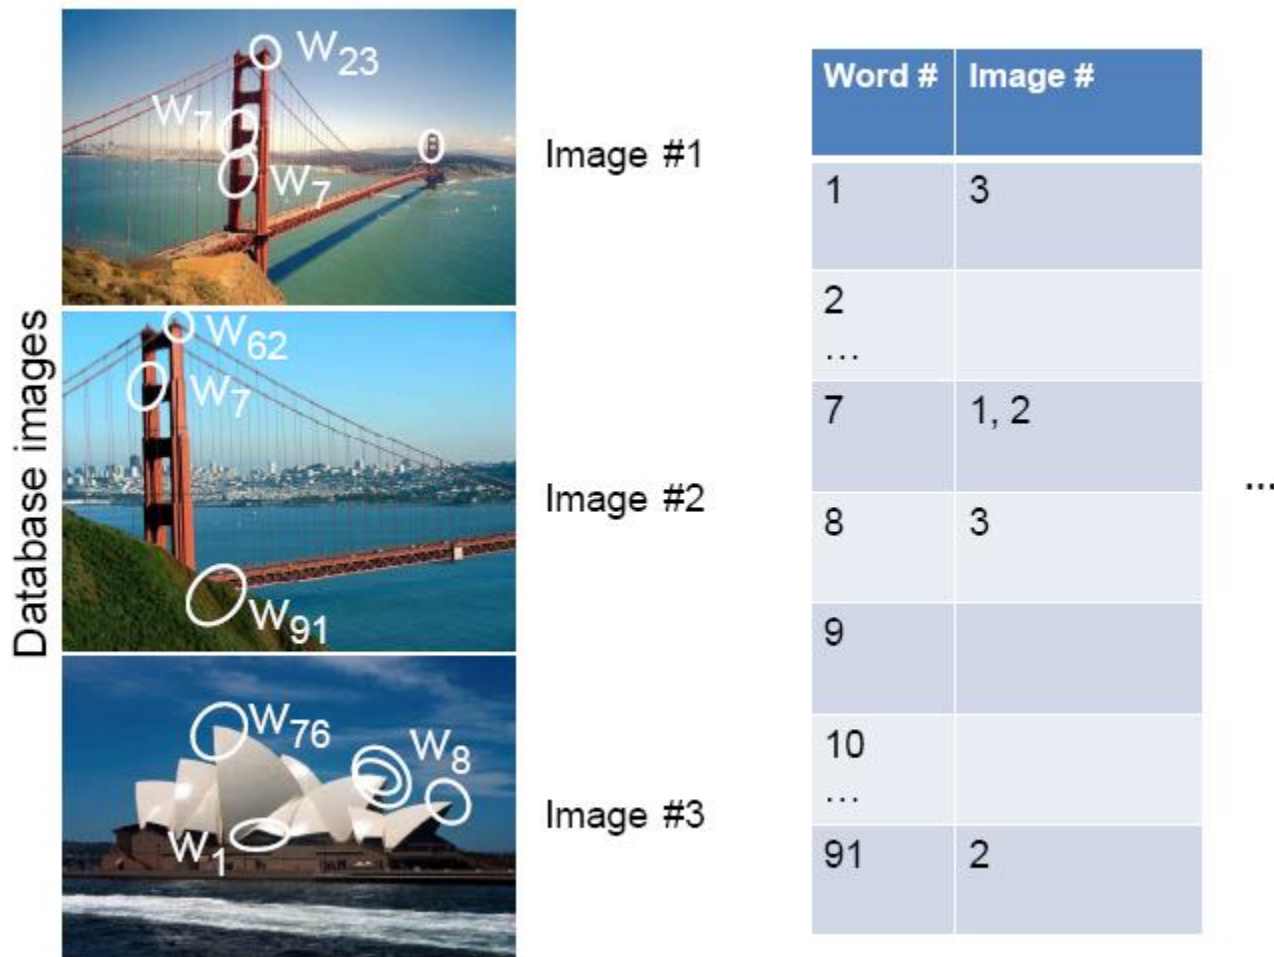 Database images
W23
W7
W7
Image #1
W62
W7
W91
Image #2
W76
W8
W1
Image #3
Word # Image #
1 3
2
...
7 1, 2
8 3
9
10
...
91 2
...